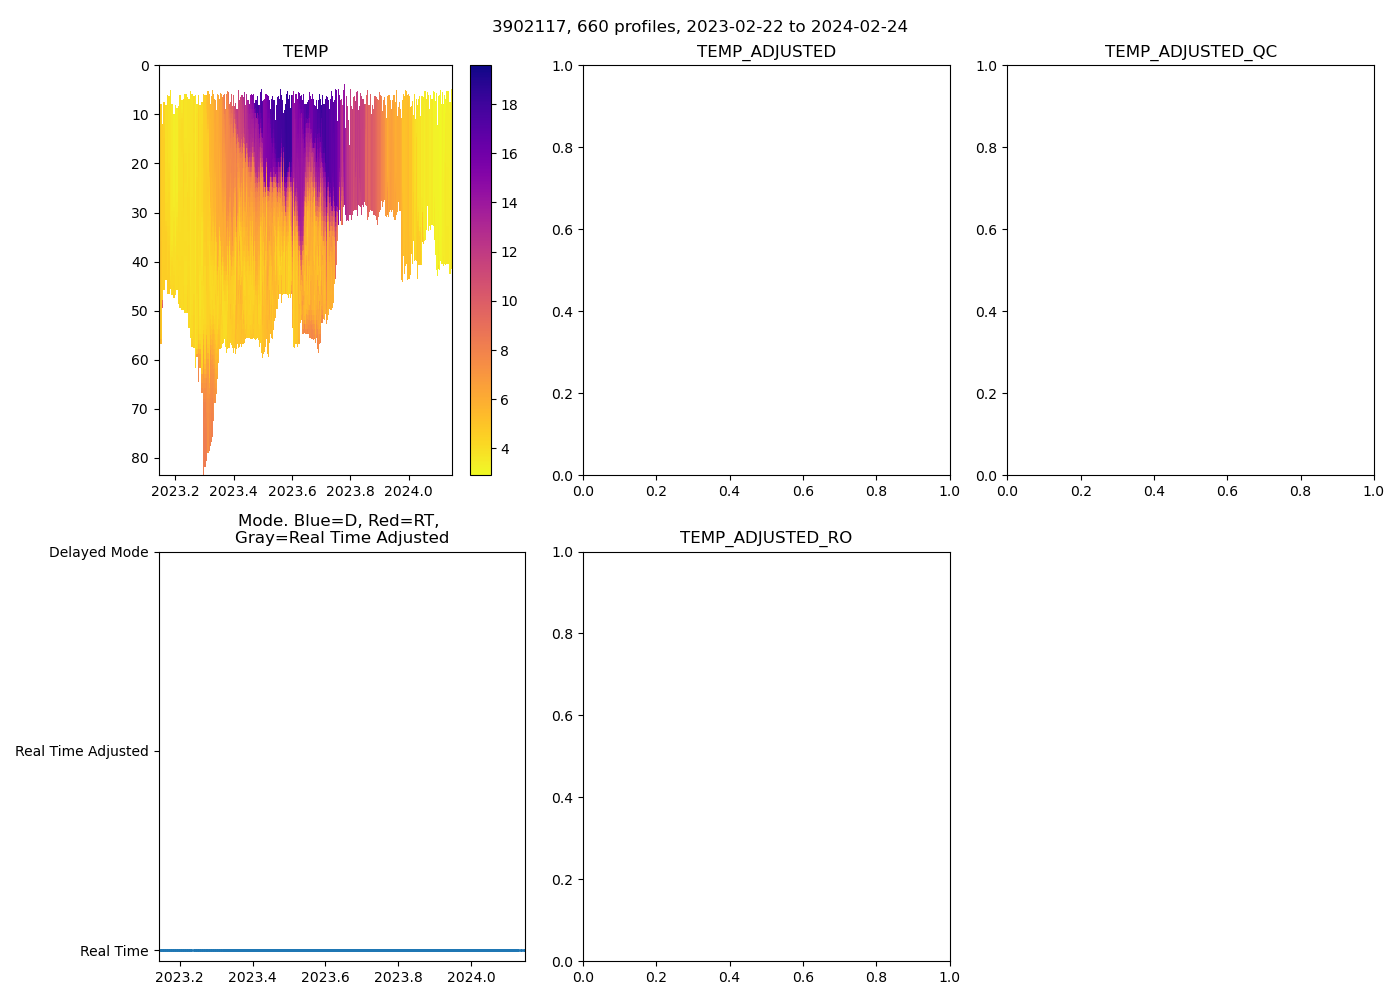 3902117, 660 profiles, 2023-02-22 to 2024-02-24
TEMP
0
10
20
30
40
50
60
70
80
2023.2 2023.4 2023.6 2023.8 2024.0
18
16
14
12
10
8
6
4
TEMP_ADJUSTED
1.0
0.8
0.6
0.4
0.2
0.0
0.0 0.2 0.4 0.6 0.8 1.0
TEMP_ADJUSTED_QC
1.0
0.8
0.6
0.4
0.2
0.0
0.0 0.2 0.4 0.6 0.8 1.0
Mode. Blue=D, Red=RT,
Gray=Real Time Adjusted
Delayed Mode
Real Time Adjusted
Real Time
2023.2 2023.4 2023.6 2023.8 2024.0
TEMP_ADJUSTED_RO
1.0
0.8
0.6
0.4
0.2
0.0
0.0 0.2 0.4 0.6 0.8 1.0